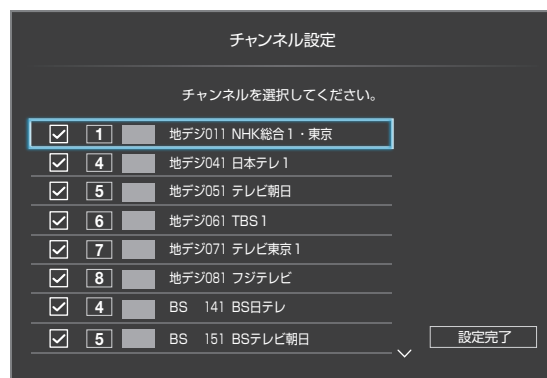 チャンネル設定
チャンネルを選択してください。
1 地デジ011 NHK総合1・東京
4 地デジ041 日本テレ1
5 地デジ051 テレビ朝日
6 地デジ061 TBS1
7 地デジ071 テレビ東京1
8 地デジ081 フジテレビ
4 BS 141 BS日テレ
5 BS 151 BSテレビ朝日
設定完了